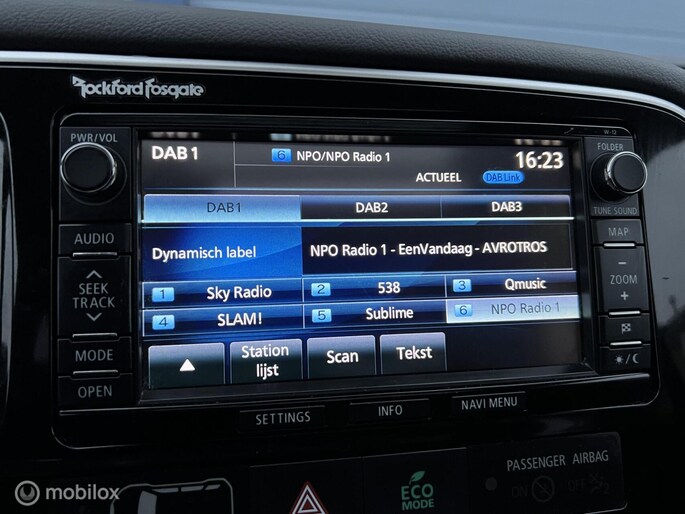 Rockford Fosgate
W-12
PWR/VOL
FOLDER
TUNE SOUND
DAB1
6 NPO/NPO Radio 1
16:23
ACTUEEL
DAB Link
DAB1 DAB2 DAB3
Dynamisch label
NPO Radio 1 - EenVandaag - AVROTROS
1 Sky Radio 2 538 3 Qmusic
4 SLAM! 5 Sublime 6 NPO Radio 1
Station lijst
Scan
Tekst
AUDIO
SEEK
TRACK
MODE
OPEN
MAP
ZOOM
SETTINGS
INFO
NAVI MENU
PASSENGER AIRBAG
ON
OFF
ECO
MODE
mobilox